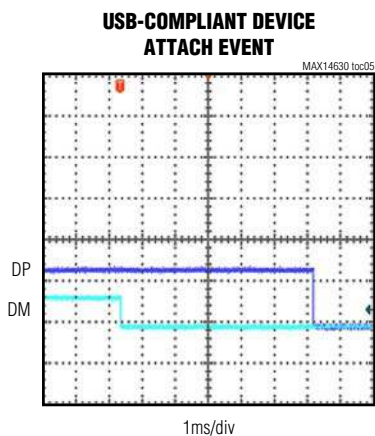 USB-COMPLIANT DEVICE
ATTACH EVENT
MAX14630 toc05
DP
DM
1ms/div